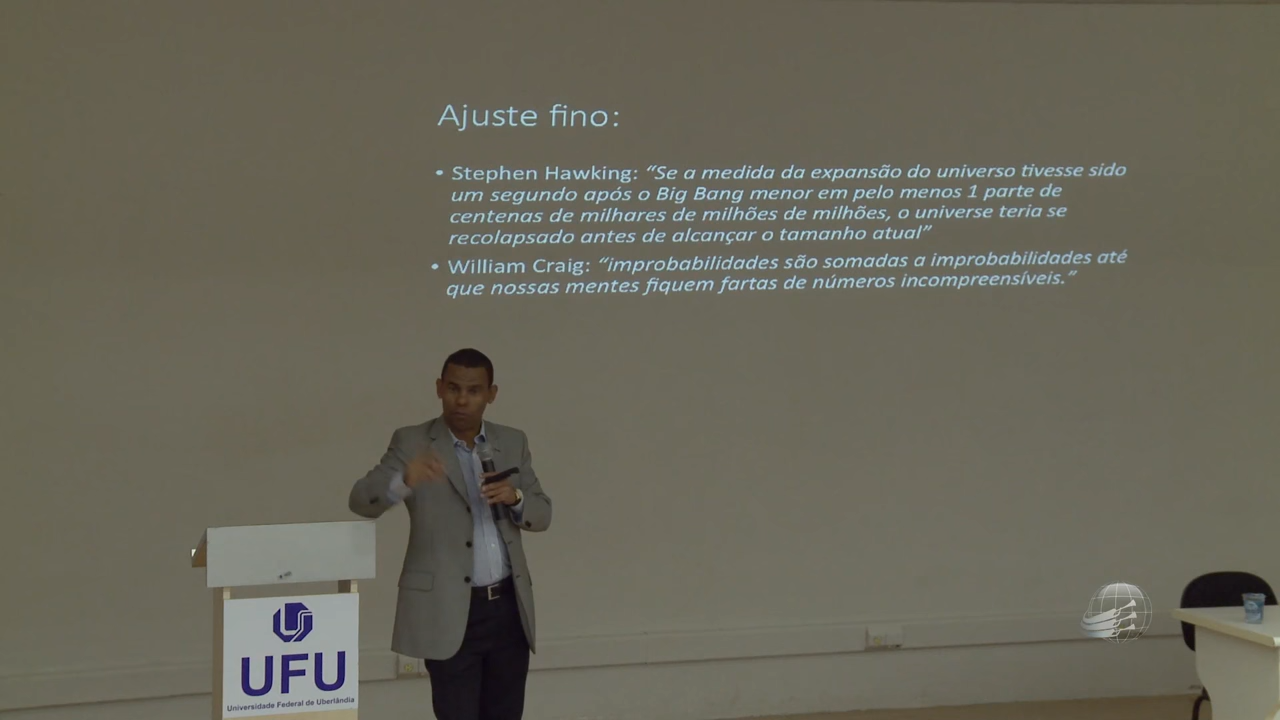 Ajuste fino:
• Stephen Hawking: “Se a medida da expansão do universo tivesse sido
um segundo após o Big Bang menor em pelo menos 1 parte de
centenas de milhares de milhões de milhões, o universe teria se
recolapsado antes de alcançar o tamanho atual”
• William Craig: “improbabilidades são somadas a improbabilidades até
que nossas mentes fiquem fartas de números incompreensíveis.”
UFU
Universidade Federal de Uberlândia